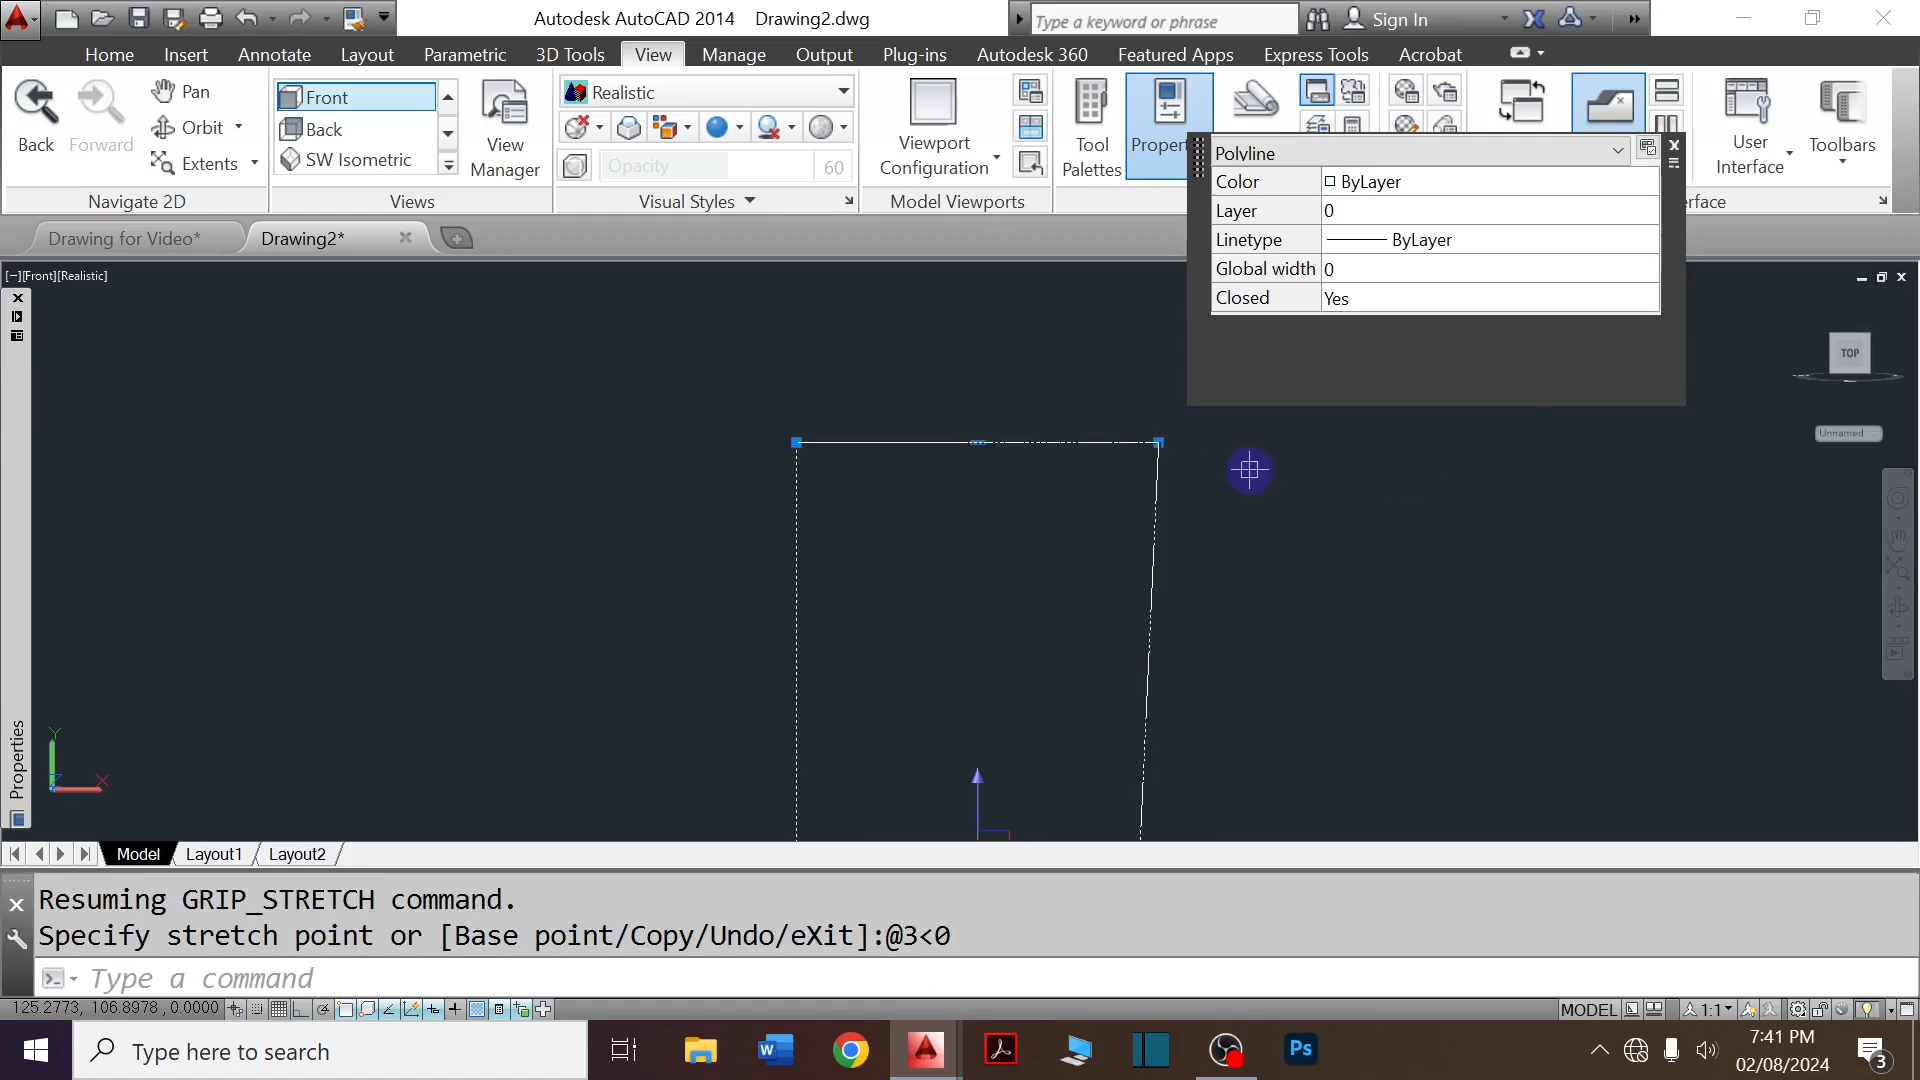 Autodesk AutoCAD 2014 Drawing2.dwg
Type a keyword or phrase
Sign In
Home Insert Annotate Layout Parametric 3D Tools View Manage Output Plug-ins Autodesk 360 Featured Apps Express Tools Acrobat
Back
Forward
Pan
Orbit
Extents
Front
Back
SW Isometric
View
Manager
Realistic
Opacity 60
Viewport
Configuration
Tool
Palettes
Propert
User
Interface
Toolbars
Navigate 2D Views Visual Styles Model Viewports rface
Polyline
Color ByLayer
Layer 0
Linetype ByLayer
Global width 0
Closed Yes
Drawing for Video* Drawing2*
[−][Front][Realistic]
TOP
Unnamed
Y
X
Z
Properties
Model Layout1 Layout2
Resuming GRIP_STRETCH command.
Specify stretch point or [Base point/Copy/Undo/eXit]:@3<0
Type a command
125.2773, 106.8978 , 0.0000
MODEL
1:1
Type here to search
Ps
7:41 PM
02/08/2024
3